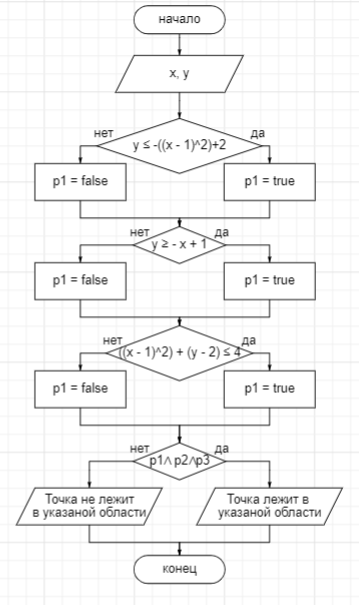 начало
x, y
нет
да
y ≤ -((x - 1)^2)+2
p1 = false
p1 = true
нет
да
y ≥ - x + 1
p1 = false
p1 = true
нет
да
((x - 1)^2) + (y - 2) ≤ 4
p1 = false
p1 = true
нет
да
p1∧ p2∧p3
Точка не лежит
в указаной области
Точка лежит в
указаной области
конец